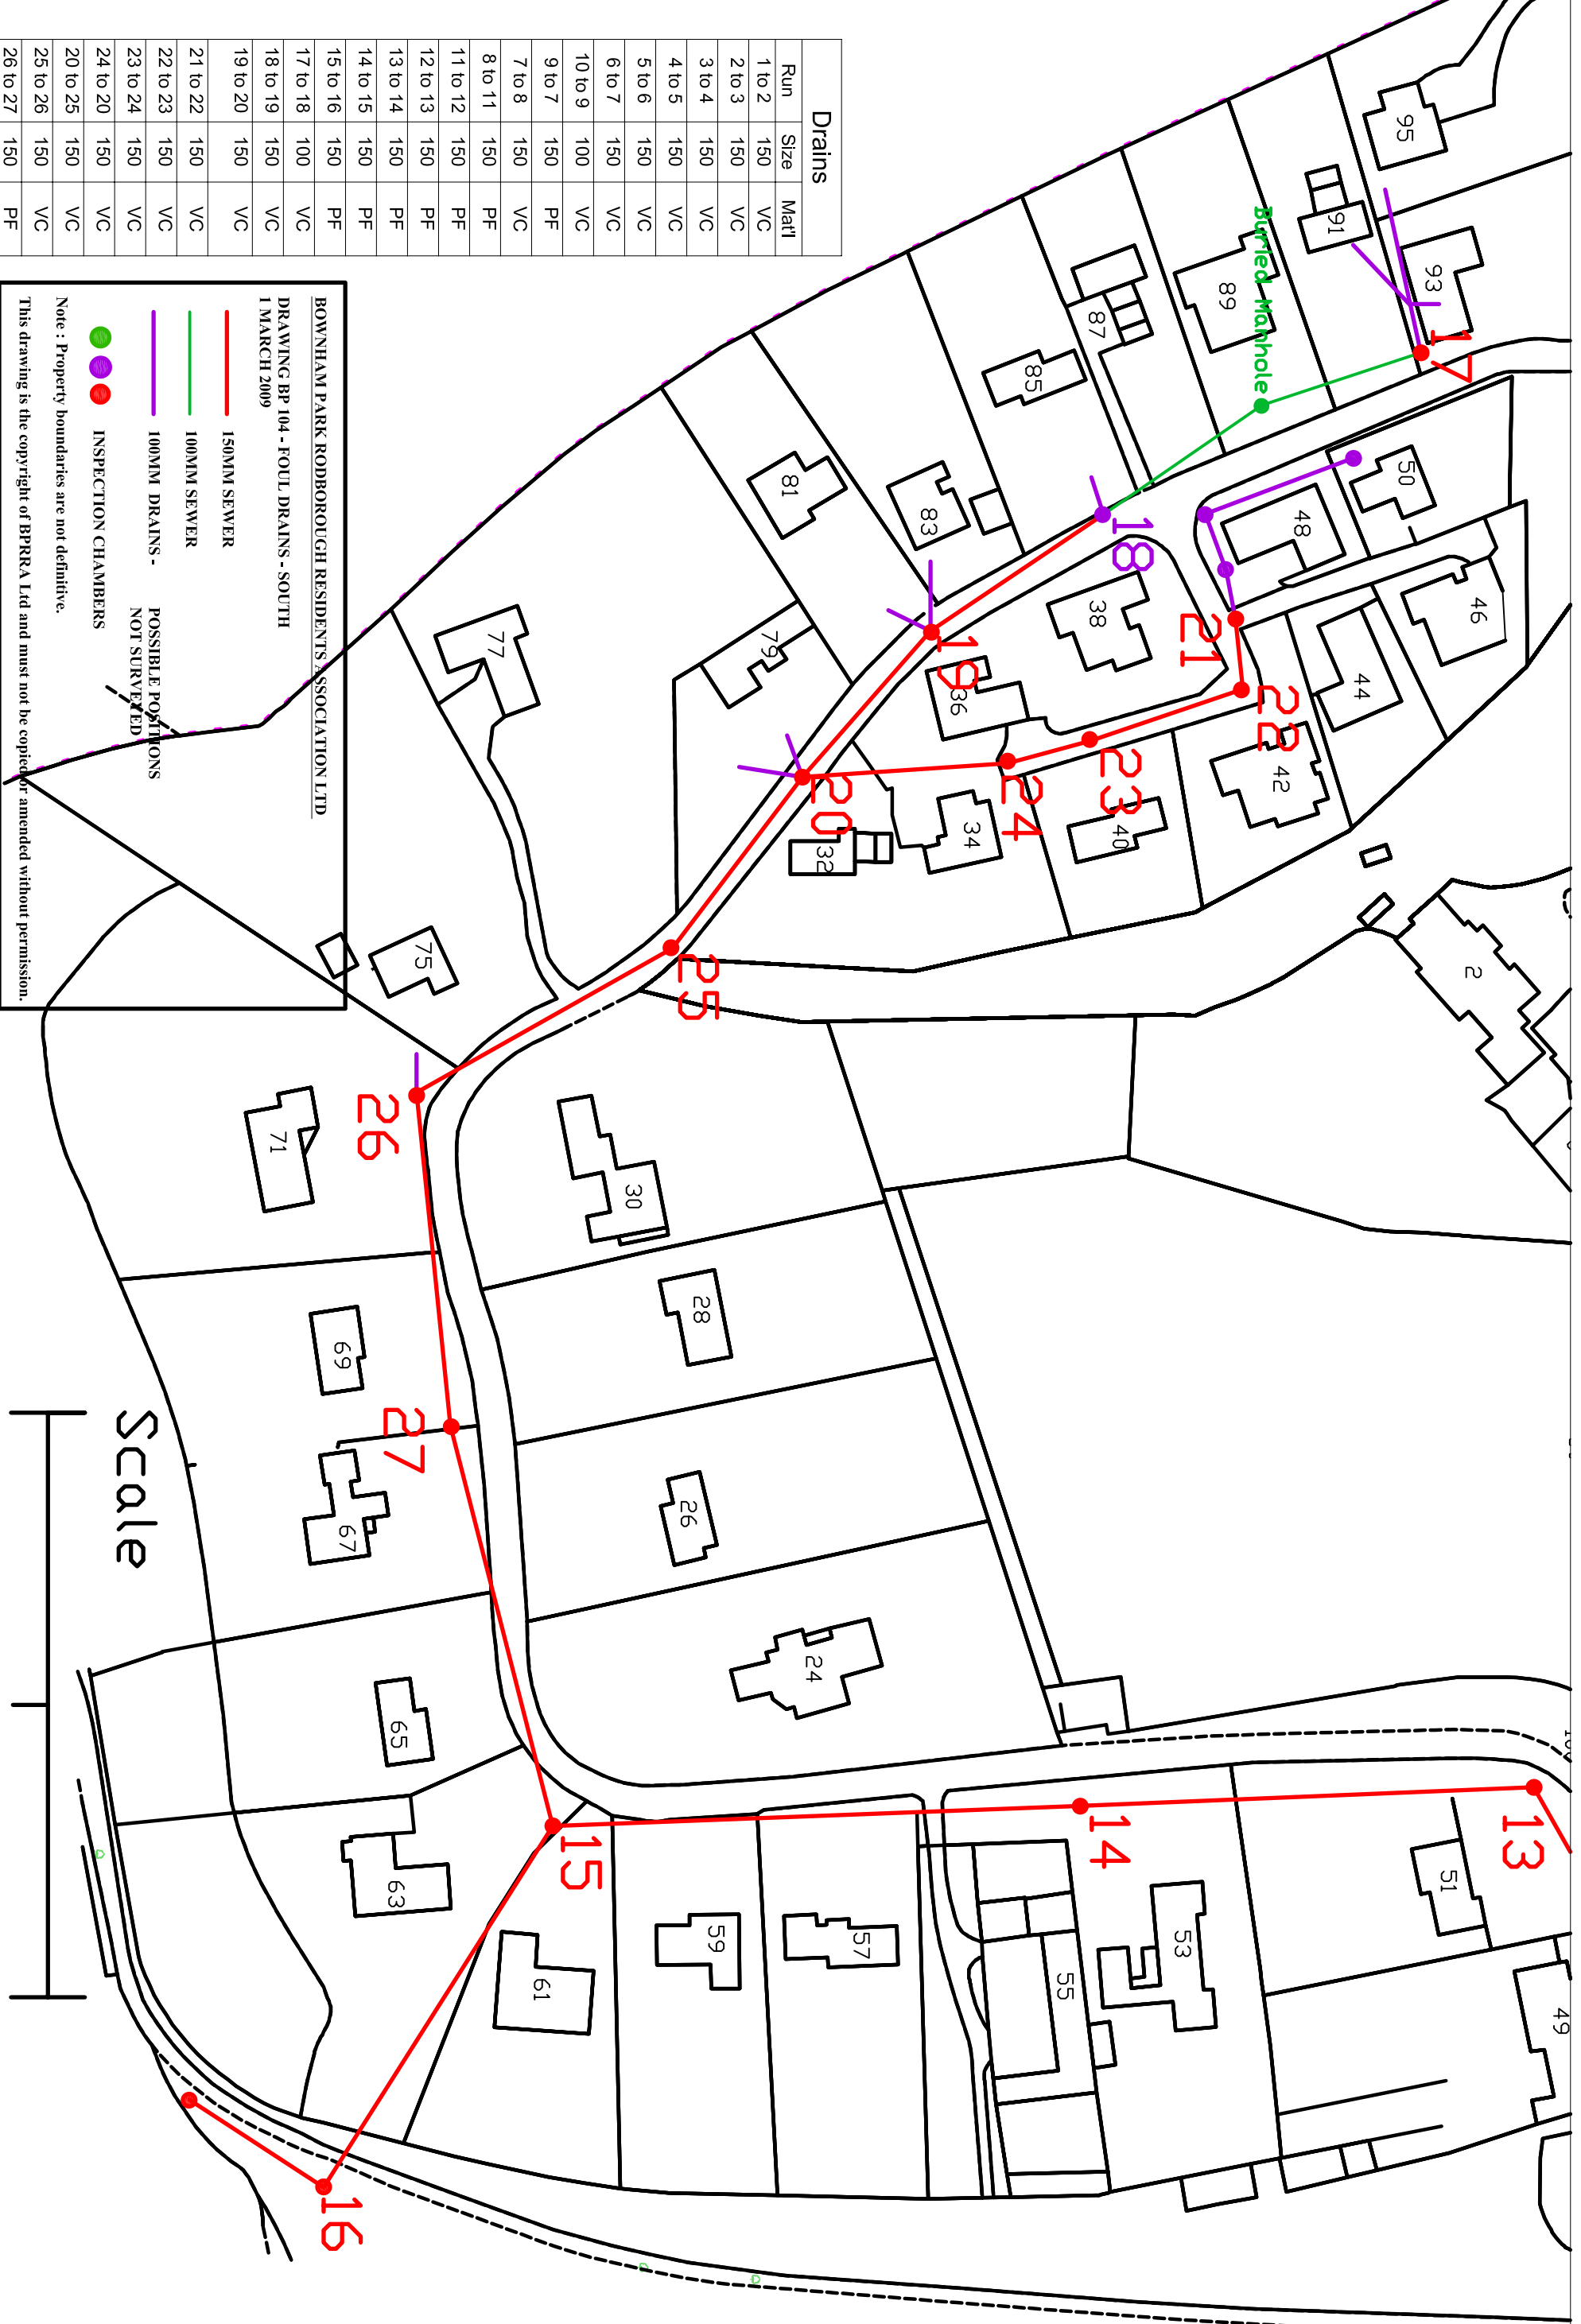 Drains
Run Size Mat'l
1 to 2 150 VC
2 to 3 150 VC
3 to 4 150 VC
4 to 5 150 VC
5 to 6 150 VC
6 to 7 150 VC
10 to 9 100 VC
9 to 7 150 PF
7 to 8 150 VC
8 to 11 150 PF
11 to 12 150 PF
12 to 13 150 PF
13 to 14 150 PF
14 to 15 150 PF
15 to 16 150 PF
17 to 18 100 VC
18 to 19 150 VC
19 to 20 150 VC
21 to 22 150 VC
22 to 23 150 VC
23 to 24 150 VC
24 to 20 150 VC
20 to 25 150 VC
25 to 26 150 VC
26 to 27 150 PF
BOWNHAM PARK RODBOROUGH RESIDENTS ASSOCIATION LTD
DRAWING BP 104 - FOUL DRAINS - SOUTH
1 MARCH 2009
150MM SEWER
100MM SEWER
100MM DRAINS - POSSIBLE POSITIONS
NOT SURVEYED
INSPECTION CHAMBERS
Note : Property boundaries are not definitive.
This drawing is the copyright of BPRRA Ltd and must not be copied or amended without permission.
Scale
Buried Manhole
17
18
19
20
21
22
23
24
25
26
27
13
14
15
16
95
93
91
89
87
85
83
81
79
77
75
71
69
67
65
63
61
59
57
55
53
51
49
50
48
46
44
42
40
38
36
34
32
30
28
26
24
2